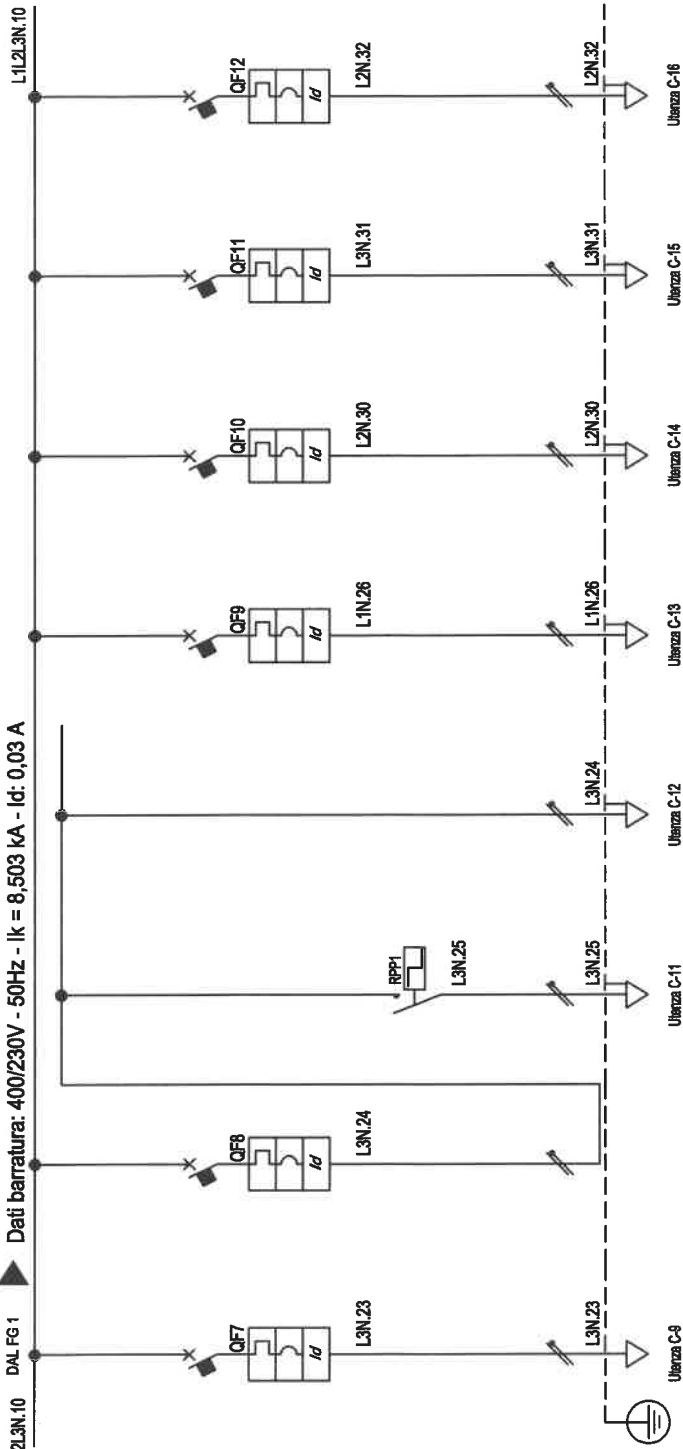 2L3N.10
DAL FG 1
Dati barratura: 400/230V - 50Hz - Ik = 8,503 kA - Id: 0,03 A
L1L2L3N.10
QF7
Id
L3N.23
L3N.23
Utenza C-9
QF8
Id
L3N.24
RPP1
L3N.25
L3N.25
Utenza C-11
L3N.24
Utenza C-12
QF9
Id
L1N.26
L1N.26
Utenza C-13
QF10
Id
L2N.30
L2N.30
Utenza C-14
QF11
Id
L3N.31
L3N.31
Utenza C-15
QF12
Id
L2N.32
L2N.32
Utenza C-16